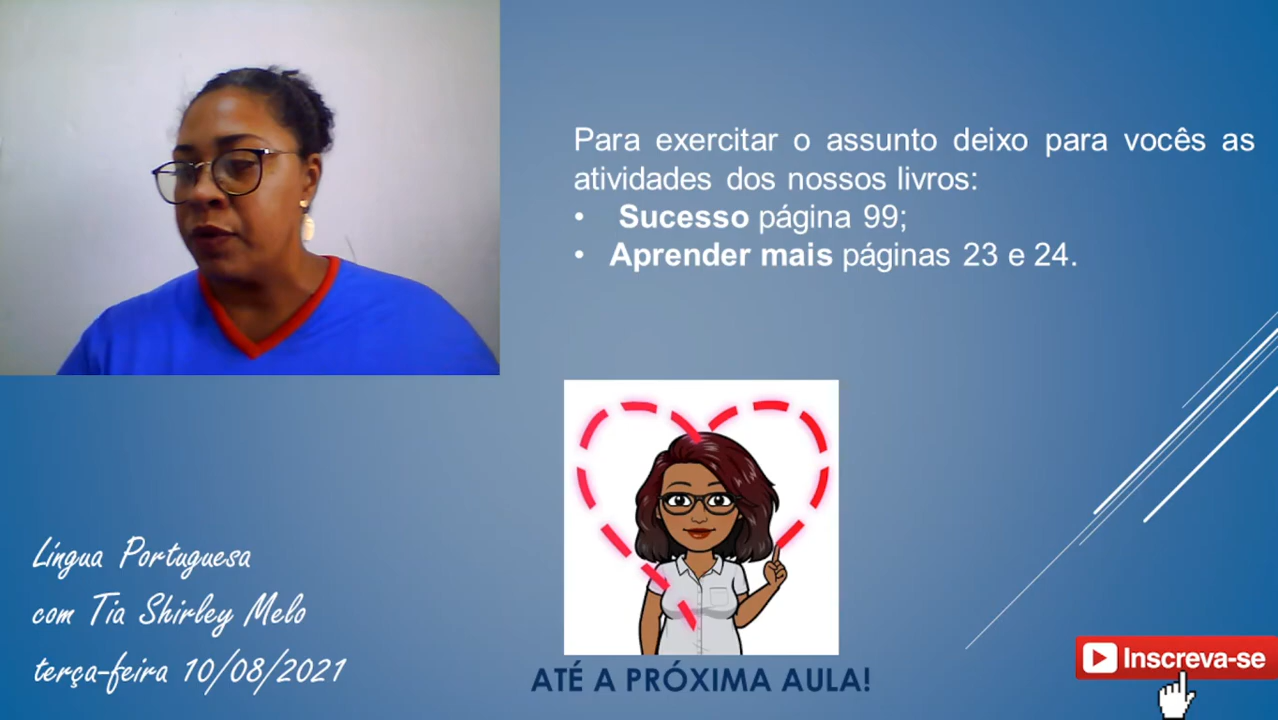 Para exercitar o assunto deixo para vocês as
atividades dos nossos livros:
• Sucesso página 99;
• Aprender mais páginas 23 e 24.
Língua Portuguesa
com Tia Shirley Melo
terça-feira 10/08/2021
ATÉ A PRÓXIMA AULA!
Inscreva-se